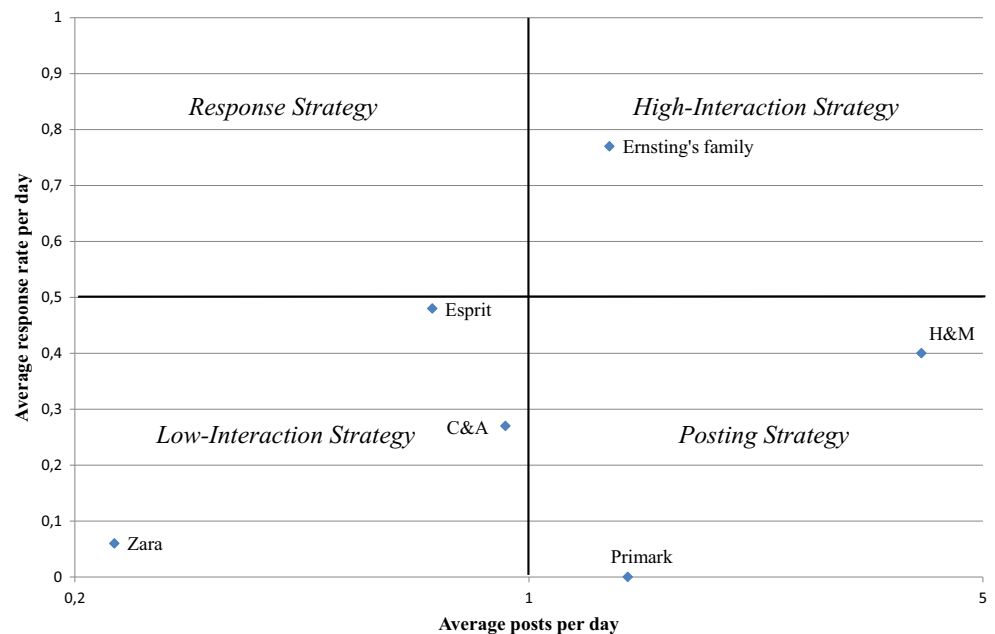 1
0,9
Response Strategy High-Interaction Strategy
0,8
Ernsting's family
0,7
0,6
0,5
Esprit
H&M
0,4
0,3
Low-Interaction Strategy C&A Posting Strategy
0,2
0,1
Zara
Primark
0
0,2 1 5
Average response rate per day
Average posts per day